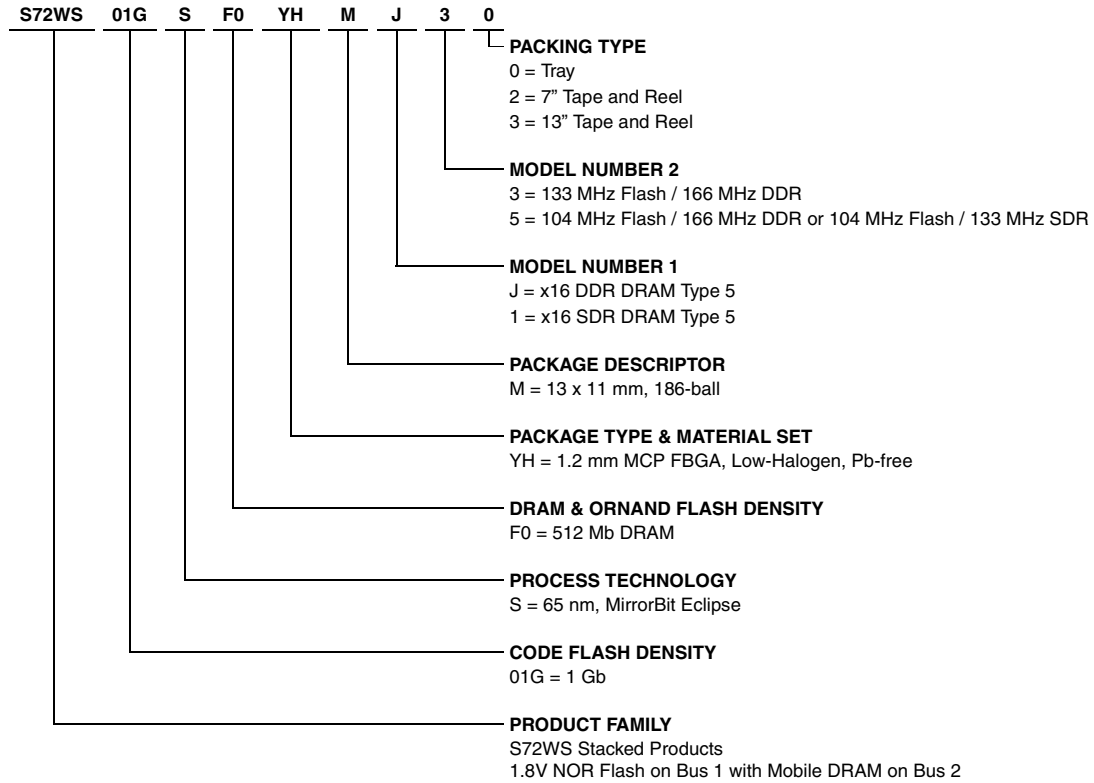 S72WS 01G S F0 YH M J 3 0
PACKING TYPE
0 = Tray
2 = 7” Tape and Reel
3 = 13” Tape and Reel
MODEL NUMBER 2
3 = 133 MHz Flash / 166 MHz DDR
5 = 104 MHz Flash / 166 MHz DDR or 104 MHz Flash / 133 MHz SDR
MODEL NUMBER 1
J = x16 DDR DRAM Type 5
1 = x16 SDR DRAM Type 5
PACKAGE DESCRIPTOR
M = 13 x 11 mm, 186-ball
PACKAGE TYPE & MATERIAL SET
YH = 1.2 mm MCP FBGA, Low-Halogen, Pb-free
DRAM & ORNAND FLASH DENSITY
F0 = 512 Mb DRAM
PROCESS TECHNOLOGY
S = 65 nm, MirrorBit Eclipse
CODE FLASH DENSITY
01G = 1 Gb
PRODUCT FAMILY
S72WS Stacked Products
1.8V NOR Flash on Bus 1 with Mobile DRAM on Bus 2